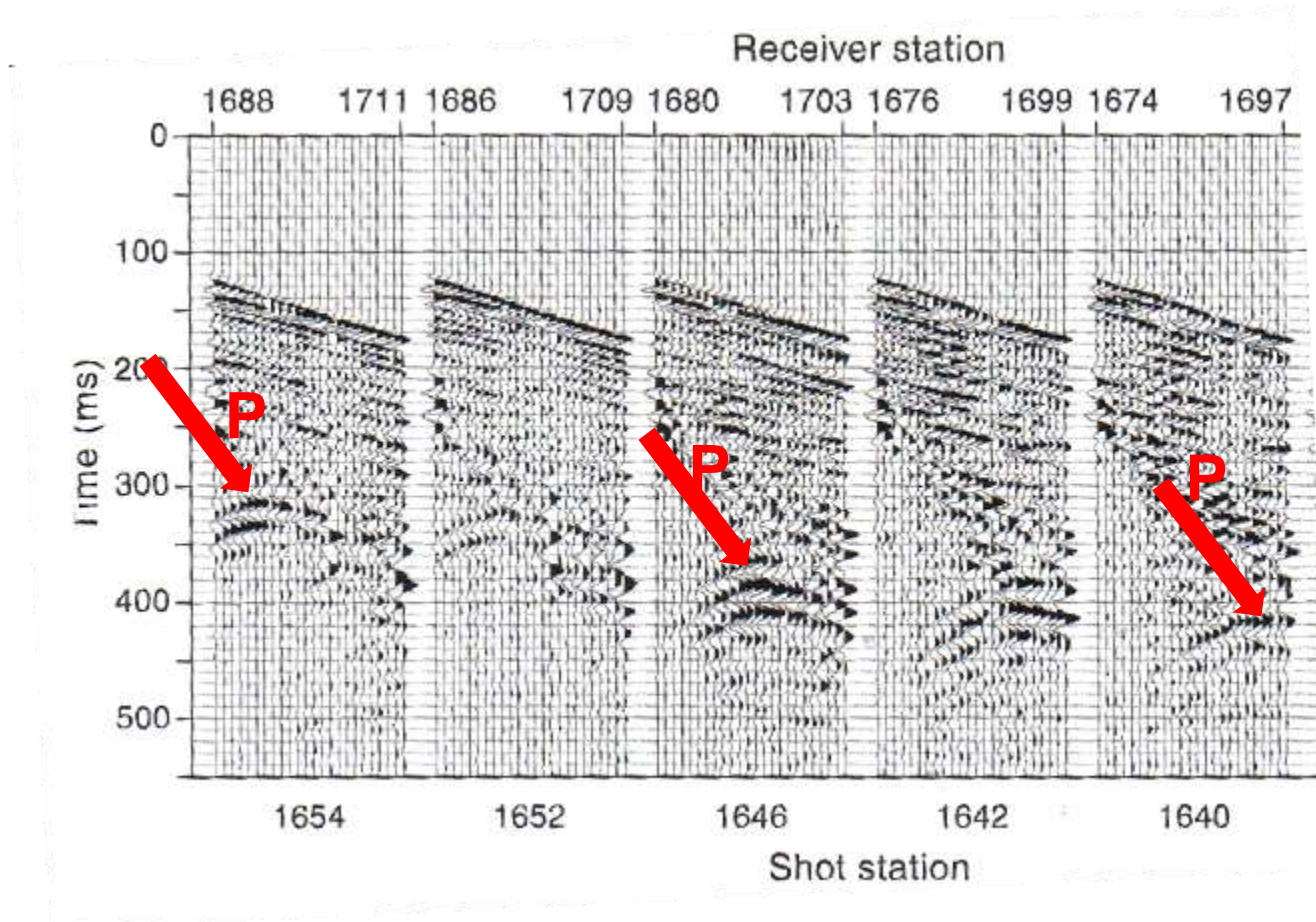 Receiver station
1688 1711 1686 1709 1680 1703 1676 1699 1674 1697
0
100
200
300
400
500
Time (ms)
P
P
P
1654 1652 1646 1642 1640
Shot station